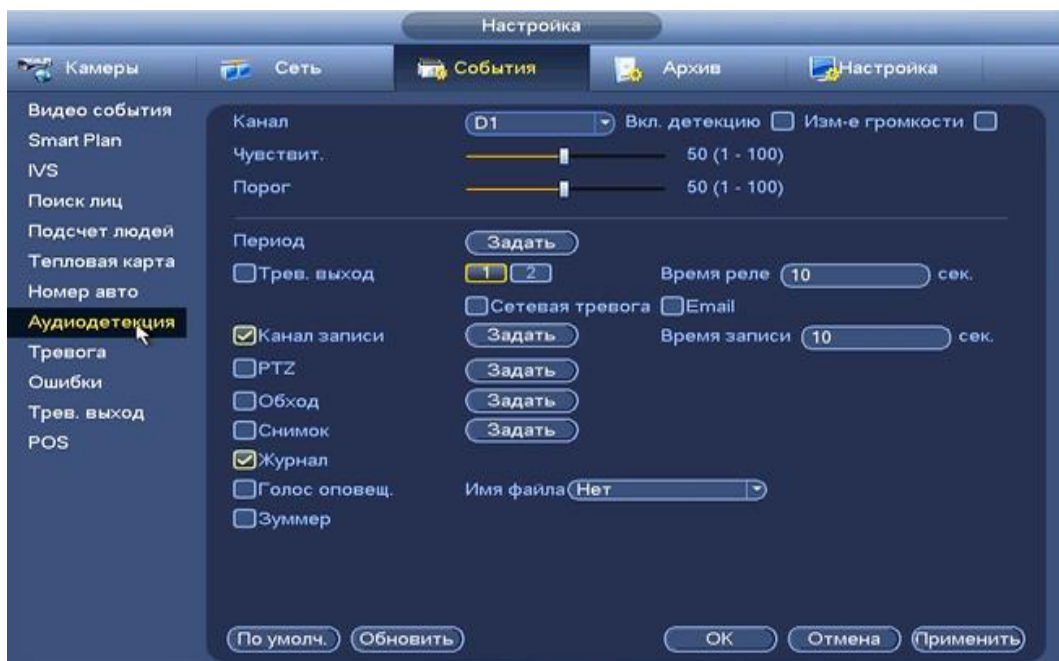 Настройка
Камеры Сеть События Архив Настройка
Видео события
Smart Plan
IVS
Поиск лиц
Подсчет людей
Тепловая карта
Номер авто
Аудиодетекция
Тревога
Ошибки
Трев. выход
POS
Канал D1 Вкл. детекцию Изм-е громкости
Чувствит. 50 (1 - 100)
Порог 50 (1 - 100)
Период Задать
Трев. выход 1 2 Время реле 10 сек.
Сетевая тревога Email
Канал записи Задать Время записи 10 сек.
PTZ Задать
Обход Задать
Снимок Задать
Журнал
Голос оповещ. Имя файла Нет
Зуммер
По умолч. Обновить OK Отмена Применить